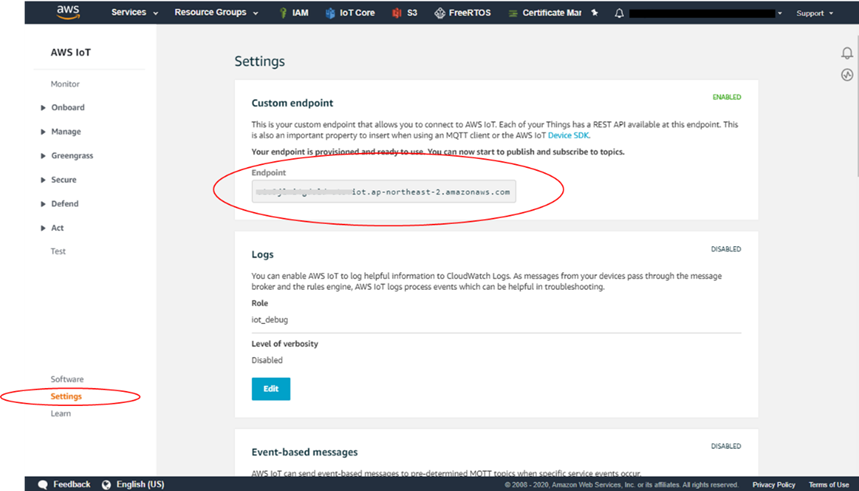 aws Services Resource Groups IAM IoT Core S3 FreeRTOS Certificate Mar Support
AWS IoT
Monitor
Onboard
Manage
Greengrass
Secure
Defend
Act
Test
Software
Settings
Learn
Settings
Custom endpoint ENABLED
This is your custom endpoint that allows you to connect to AWS IoT. Each of your Things has a REST API available at this endpoint. This
is also an important property to insert when using an MQTT client or the AWS IoT Device SDK.
Your endpoint is provisioned and ready to use. You can now start to publish and subscribe to topics.
Endpoint
iot.ap-northeast-2.amazonaws.com
Logs DISABLED
You can enable AWS IoT to log helpful information to CloudWatch Logs. As messages from your devices pass through the message
broker and the rules engine, AWS IoT logs process events which can be helpful in troubleshooting.
Role
iot_debug
Level of verbosity
Disabled
Edit
Event-based messages DISABLED
AWS IoT can send event-based messages to pre-determined MQTT topics when specific service events occur.
Feedback English (US) © 2008 - 2020, Amazon Web Services, Inc. or its affiliates. All rights reserved. Privacy Policy Terms of Use